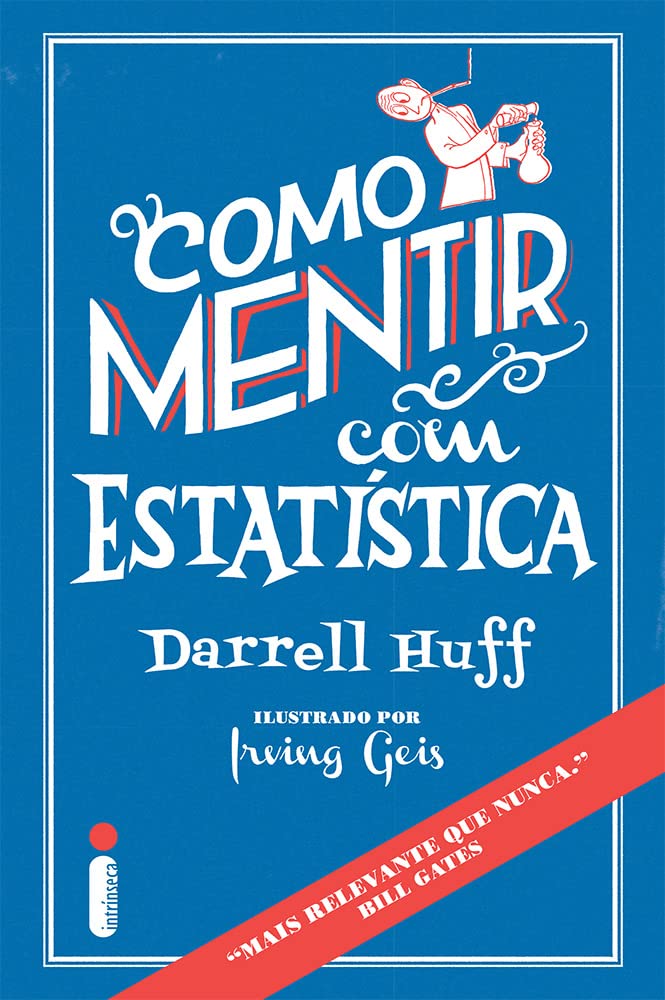 COMO
MENTIR
com
ESTATÍSTICA
Darrell Huff
ILUSTRADO POR
Irving Geis
“MAIS RELEVANTE QUE NUNCA.”
BILL GATES
intrínseca